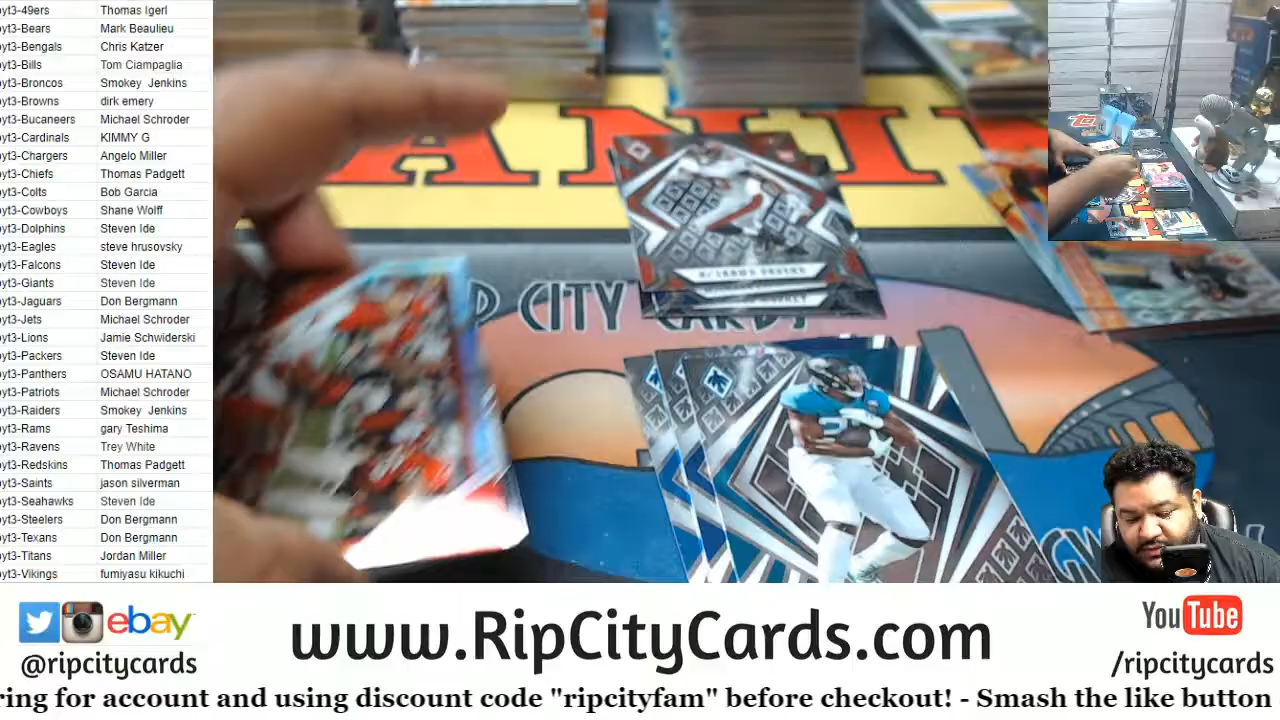 yt3-49ers Thomas Igerl
yt3-Bears Mark Beaulieu
yt3-Bengals Chris Katzer
yt3-Bills Tom Ciampaglia
yt3-Broncos Smokey Jenkins
yt3-Browns dirk emery
yt3-Bucaneers Michael Schroder
yt3-Cardinals KIMMY G
yt3-Chargers Angelo Miller
yt3-Chiefs Thomas Padgett
yt3-Colts Bob Garcia
yt3-Cowboys Shane Wolff
yt3-Dolphins Steven Ide
yt3-Eagles steve hrusovsky
yt3-Falcons Steven Ide
yt3-Giants Steven Ide
yt3-Jaguars Don Bergmann
yt3-Jets Michael Schroder
yt3-Lions Jamie Schwiderski
yt3-Packers Steven Ide
yt3-Panthers OSAMU HATANO
yt3-Patriots Michael Schroder
yt3-Raiders Smokey Jenkins
yt3-Rams gary Teshima
yt3-Ravens Trey White
yt3-Redskins Thomas Padgett
yt3-Saints jason silverman
yt3-Seahawks Steven Ide
yt3-Steelers Don Bergmann
yt3-Texans Don Bergmann
yt3-Titans Jordan Miller
yt3-Vikings fumiyasu kikuchi
ANINI
P CITY CARDS
ebay
@ripcitycards
www.RipCityCards.com
YouTube
/ripcitycards
ring for account and using discount code "ripcityfam" before checkout! - Smash the like button